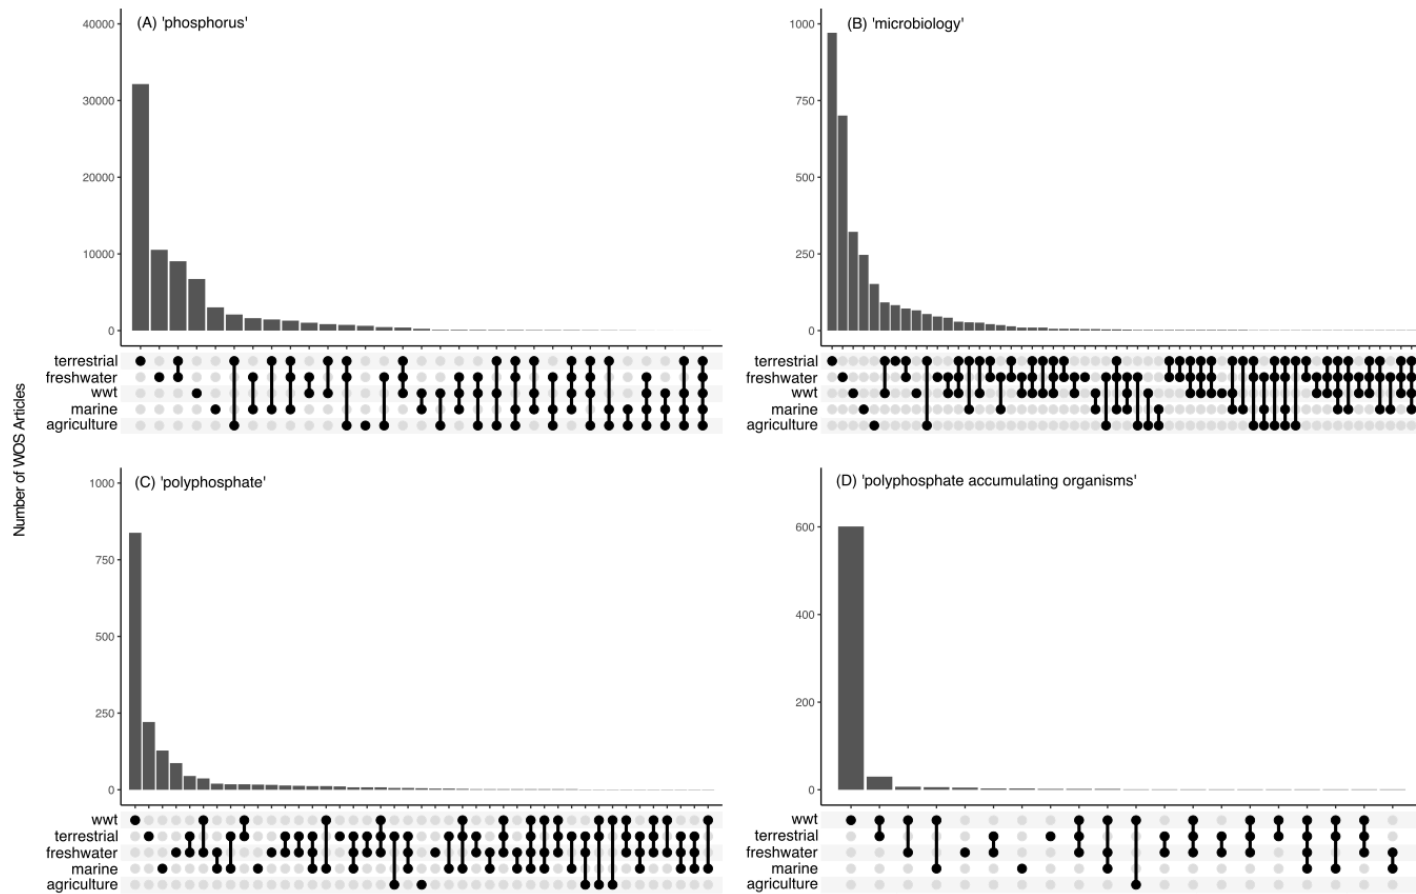 Number of WOS Articles
(A) 'phosphorus'
40000
30000
20000
10000
0
terrestrial
freshwater
wwt
marine
agriculture
(B) 'microbiology'
1000
750
500
250
0
terrestrial
freshwater
wwt
marine
agriculture
(C) 'polyphosphate'
1000
750
500
250
0
wwt
terrestrial
freshwater
marine
agriculture
(D) 'polyphosphate accumulating organisms'
600
400
200
0
wwt
terrestrial
freshwater
marine
agriculture